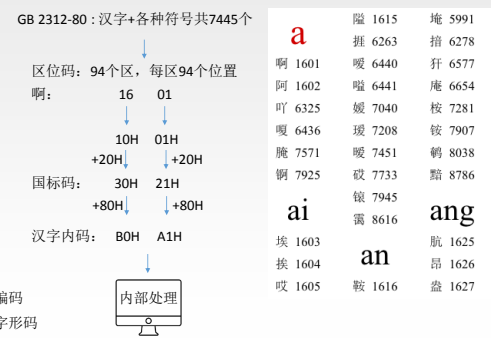 GB 2312-80 : 汉字+各种符号共7445个
区位码：94个区，每区94个位置
啊： 16 01
10H 01H
+20H +20H
国标码： 30H 21H
+80H +80H
汉字内码： B0H A1H
内部处理
编码
字形码
a
啊 1601
阿 1602
吖 6325
嘎 6436
腌 7571
锕 7925
ai
埃 1603
挨 1604
哎 1605
隘 1615
捱 6263
嗳 6440
嗌 6441
嫒 7040
瑷 7208
暧 7451
砹 7733
锿 7945
霭 8616
an
鞍 1616
埯 5991
揞 6278
犴 6577
庵 6654
桉 7281
铵 7907
鹌 8038
黯 8786
ang
肮 1625
昂 1626
盎 1627